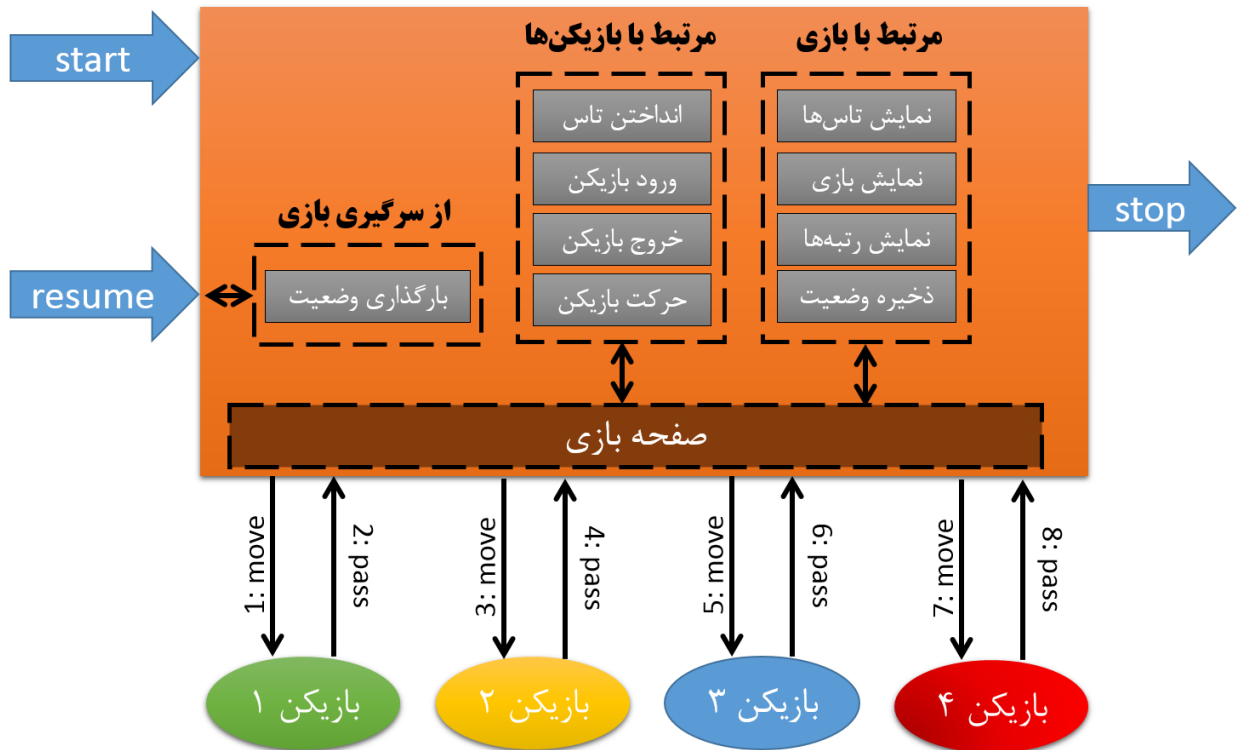 start
مرتبط با بازیکن‌ها
مرتبط با بازی
انداختن تاس
نمایش تاس‌ها
ورود بازیکن
نمایش بازی
خروج بازیکن
نمایش رتبه‌ها
حرکت بازیکن
ذخیره وضعیت
stop
از سرگیری بازی
بارگذاری وضعیت
resume
صفحه بازی
1: move
2: pass
3: move
4: pass
5: move
6: pass
7: move
8: pass
بازیکن ۱
بازیکن ۲
بازیکن ۳
بازیکن ۴